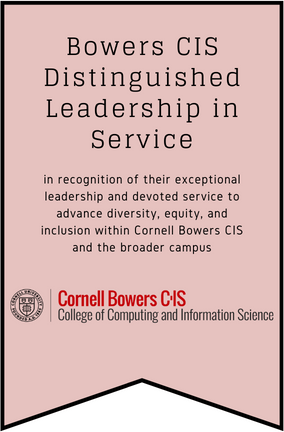 Bowers CIS
Distinguished
Leadership in
Service
in recognition of their exceptional
leadership and devoted service to
advance diversity, equity, and
inclusion within Cornell Bowers CIS
and the broader campus
Cornell Bowers C·IS
College of Computing and Information Science